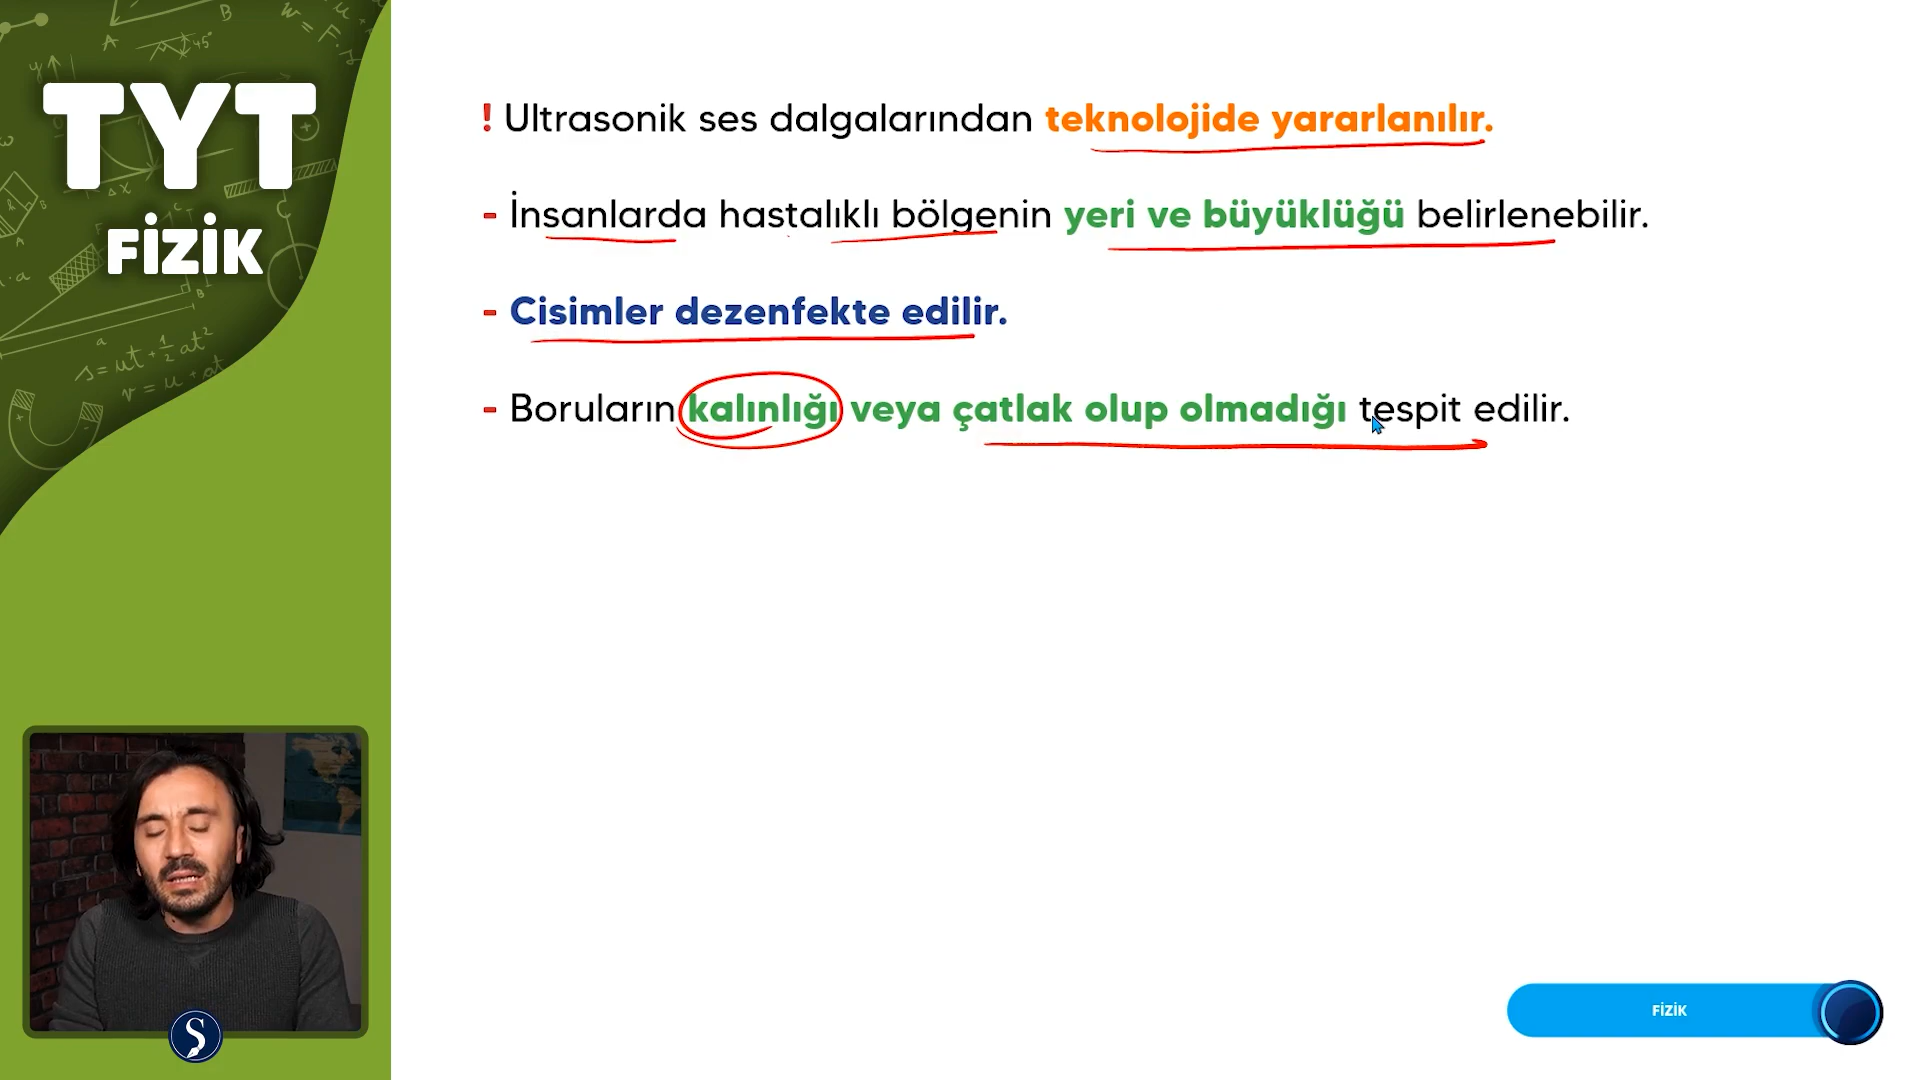 TYT
FİZİK
! Ultrasonik ses dalgalarından teknolojide yararlanılır.
- İnsanlarda hastalıklı bölgenin yeri ve büyüklüğü belirlenebilir.
- Cisimler dezenfekte edilir.
- Boruların kalınlığı veya çatlak olup olmadığı tespit edilir.
S
FİZİK